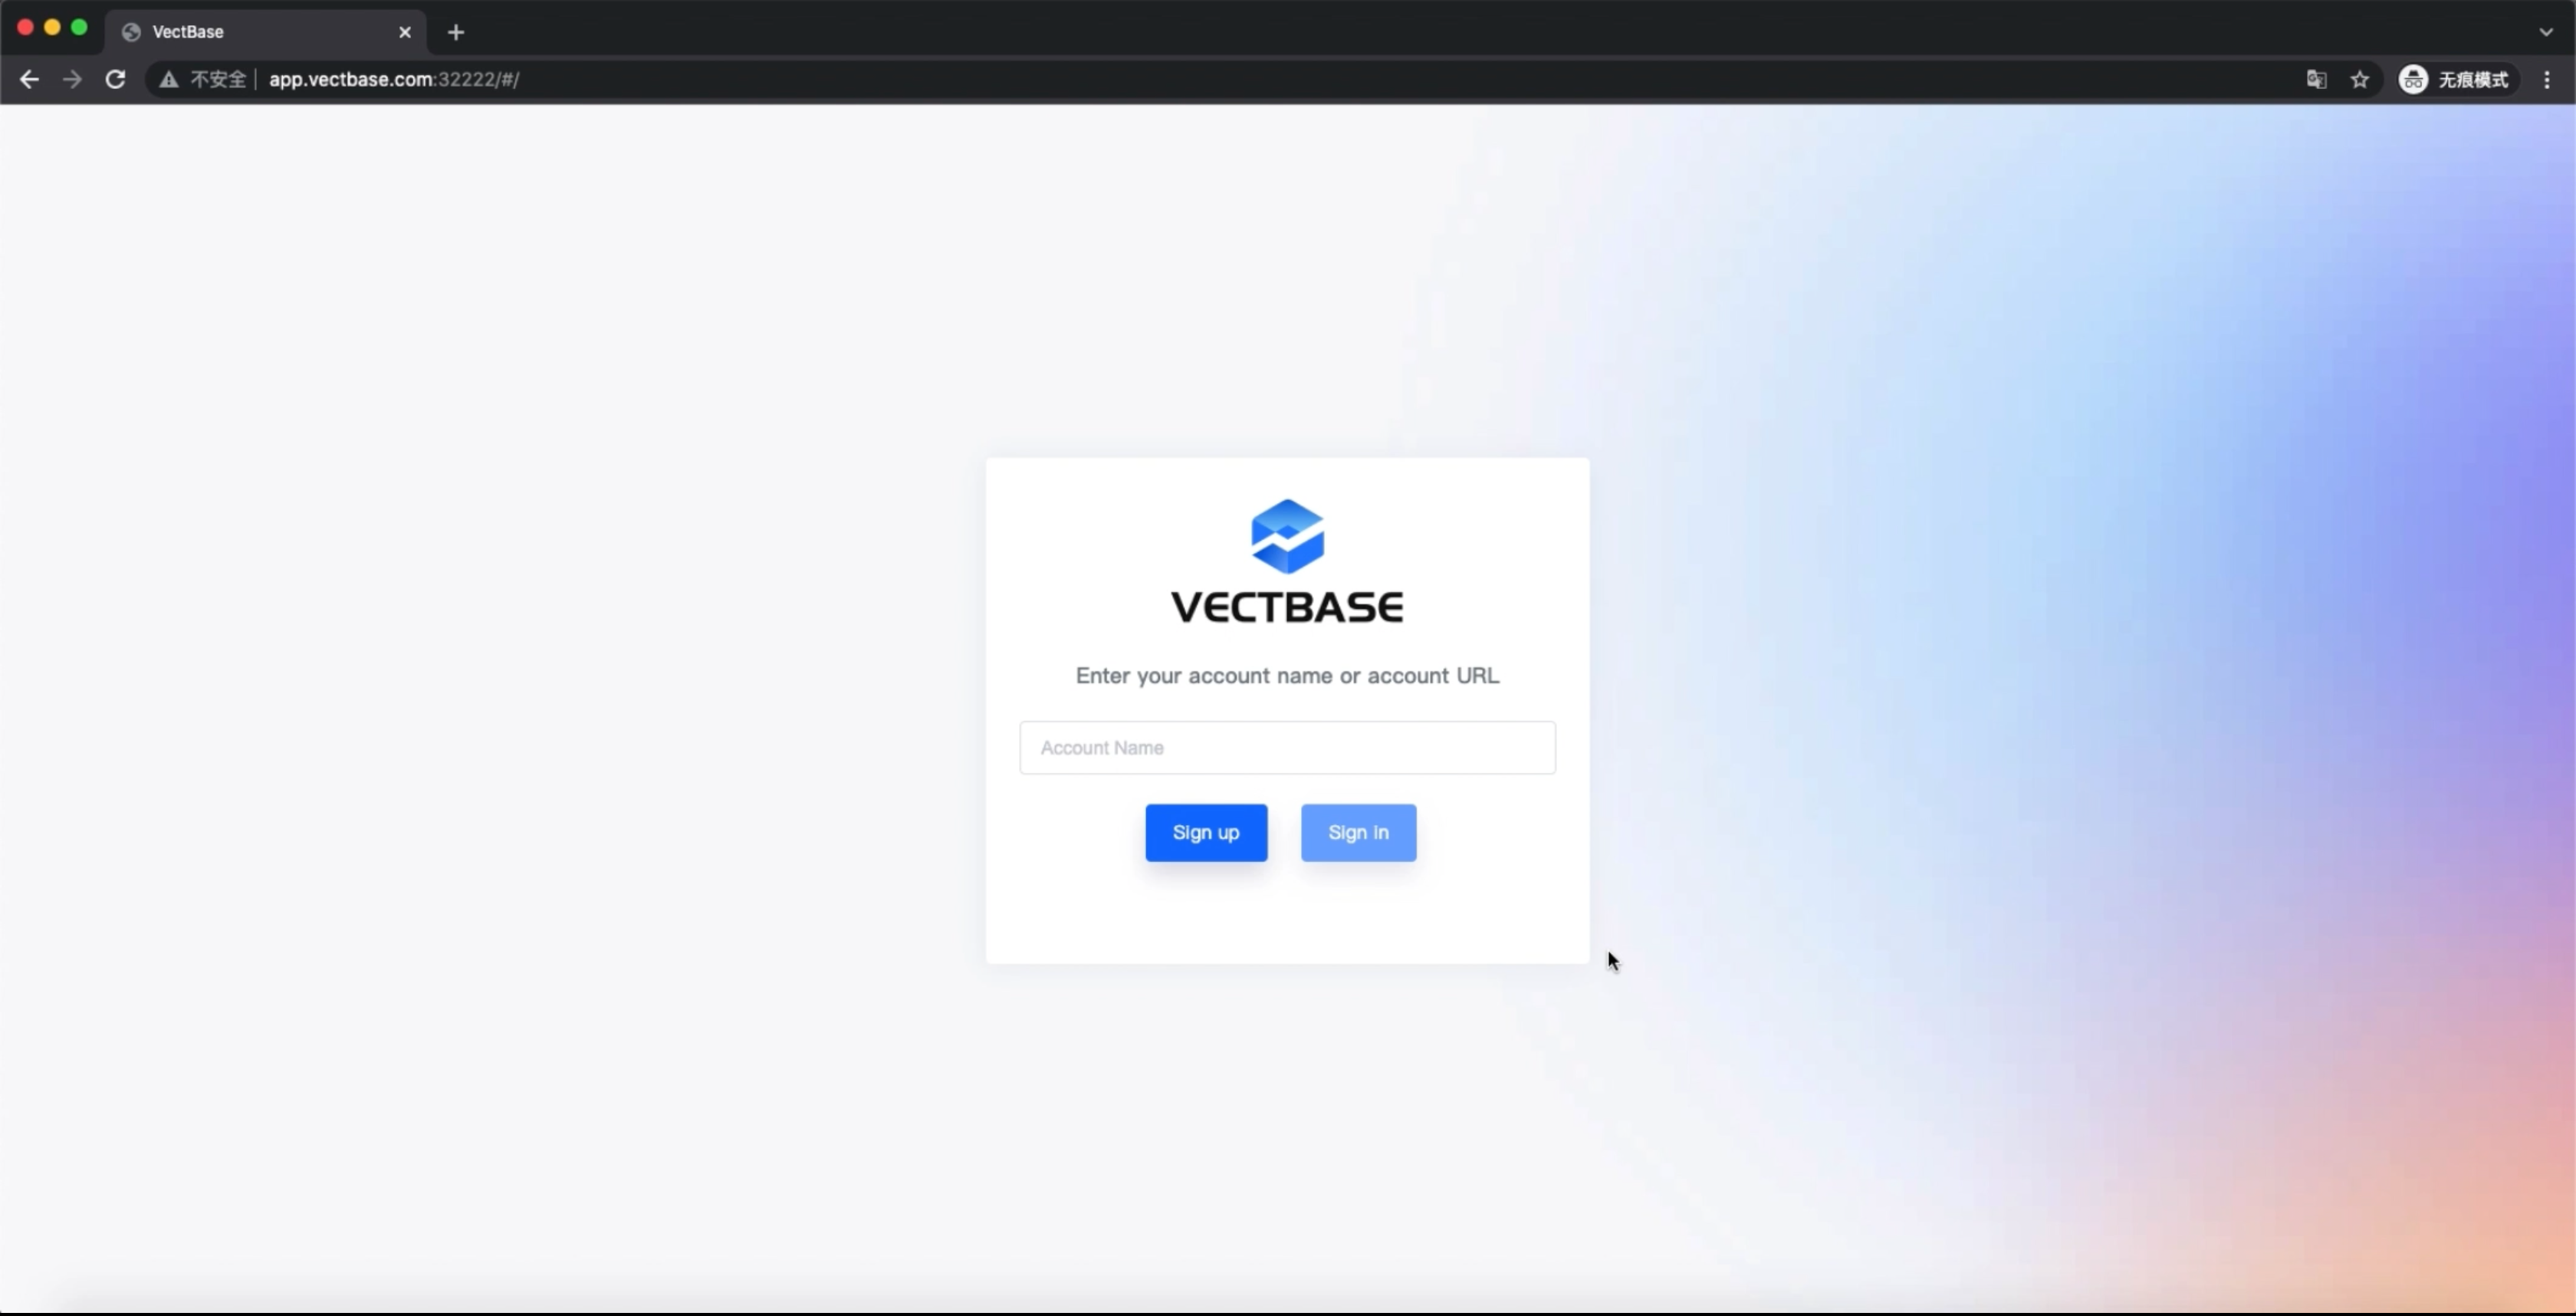 VectBase
不安全 app.vectbase.com:32222/#/ 无痕模式
VECTBASE
Enter your account name or account URL
Account Name
Sign up Sign in